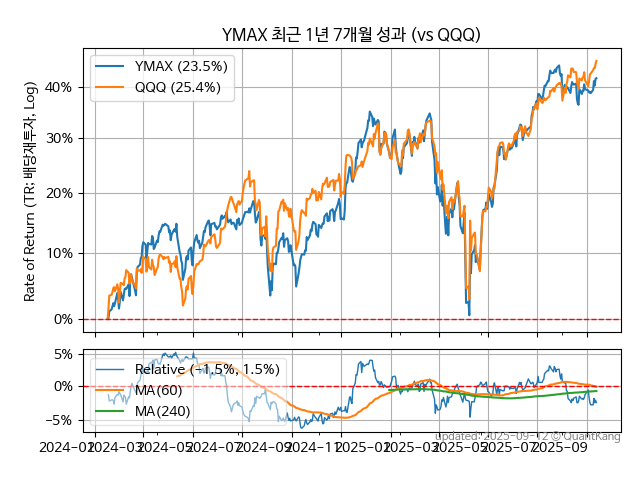 YMAX 최근 1년 7개월 성과 (vs QQQ)
Rate of Return (TR: 배당재투자, Log)
YMAX (23.5%)
QQQ (25.4%)
40%
30%
20%
10%
0%
5%
0%
−5%
Relative (−1.5%, 1.5%)
MA(60)
MA(240)
2024-01 2024-03 2024-05 2024-07 2024-09 2024-11 2025-01 2025-03 2025-05 2025-07 2025-09
Updated: 2025-09-12 © QuantKang